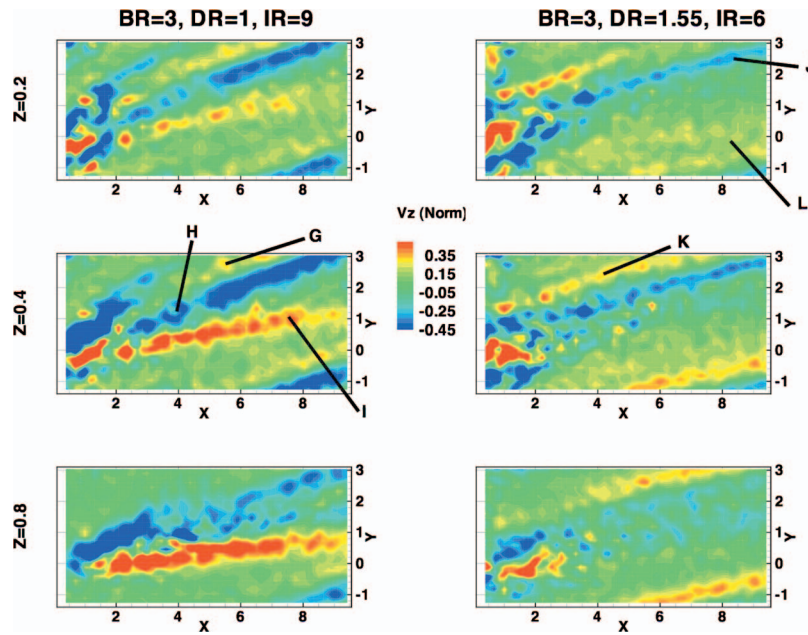 BR=3, DR=1, IR=9
BR=3, DR=1.55, IR=6
Z=0.2
3
2
1
0
-1
Y
2 4 6 8
X
3
2
1
0
-1
Y
2 4 6 8
X
J
L
Z=0.4
H
G
3
2
1
0
-1
Y
2 4 6 8
X
I
Vz (Norm)
0.35
0.15
-0.05
-0.25
-0.45
K
3
2
1
0
-1
Y
2 4 6 8
X
Z=0.8
3
2
1
0
-1
Y
2 4 6 8
X
3
2
1
0
-1
Y
2 4 6 8
X